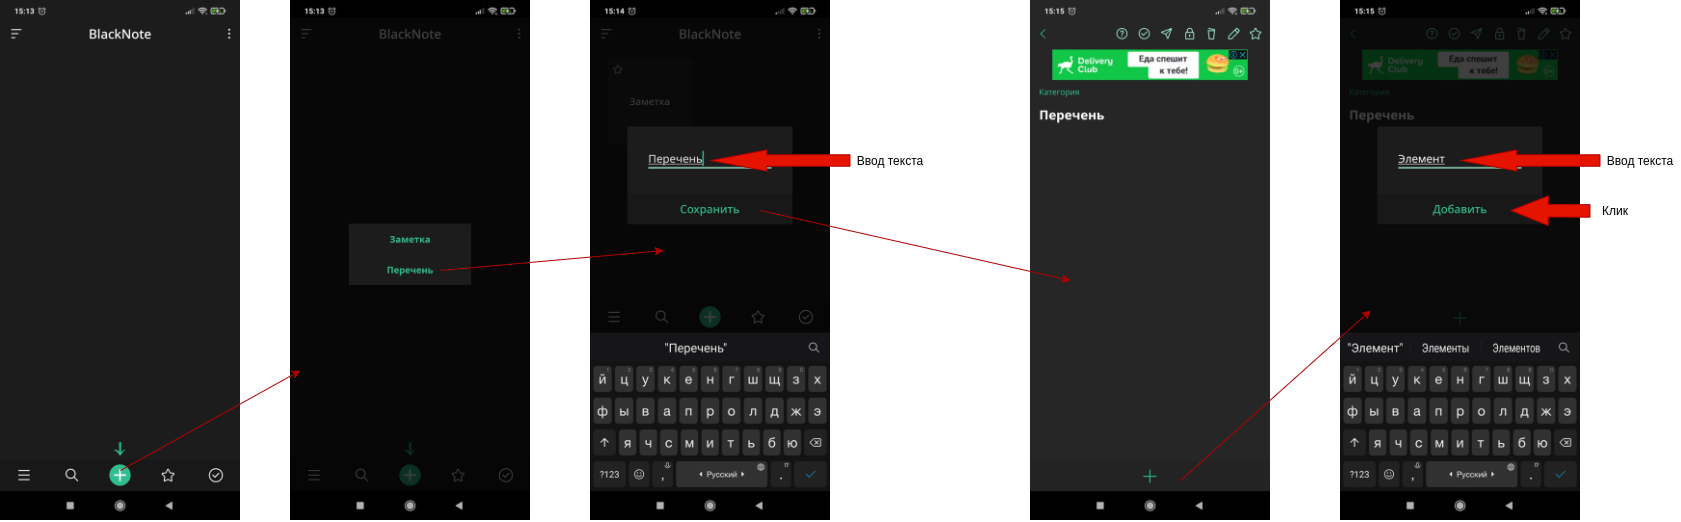 15:13
BlackNote
15:13
BlackNote
Заметка
Перечень
15:14
BlackNote
Заметка
Перечень
Ввод текста
Сохранить
"Перечень"
й ц у к е н г ш щ з х
ф ы в а п р о л д ж э
я ч с м и т ь б ю
?123 , Русский .
15:15
Delivery Club
Еда спешит
к тебе!
0+
Категория
Перечень
15:15
Delivery Club
Еда спешит
к тебе!
Категория
Перечень
Элемент
Ввод текста
Добавить
Клик
"Элемент" Элементы Элементов
й ц у к е н г ш щ з х
ф ы в а п р о л д ж э
я ч с м и т ь б ю
?123 , Русский .